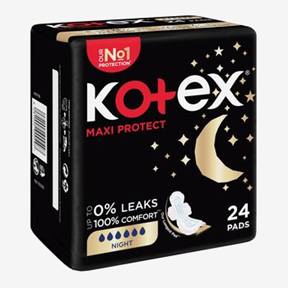 OUR
No1
PROTECTION
KOTEX®
MAXI PROTECT
UP TO
0% LEAKS
100% COMFORT
NIGHT
24
PADS